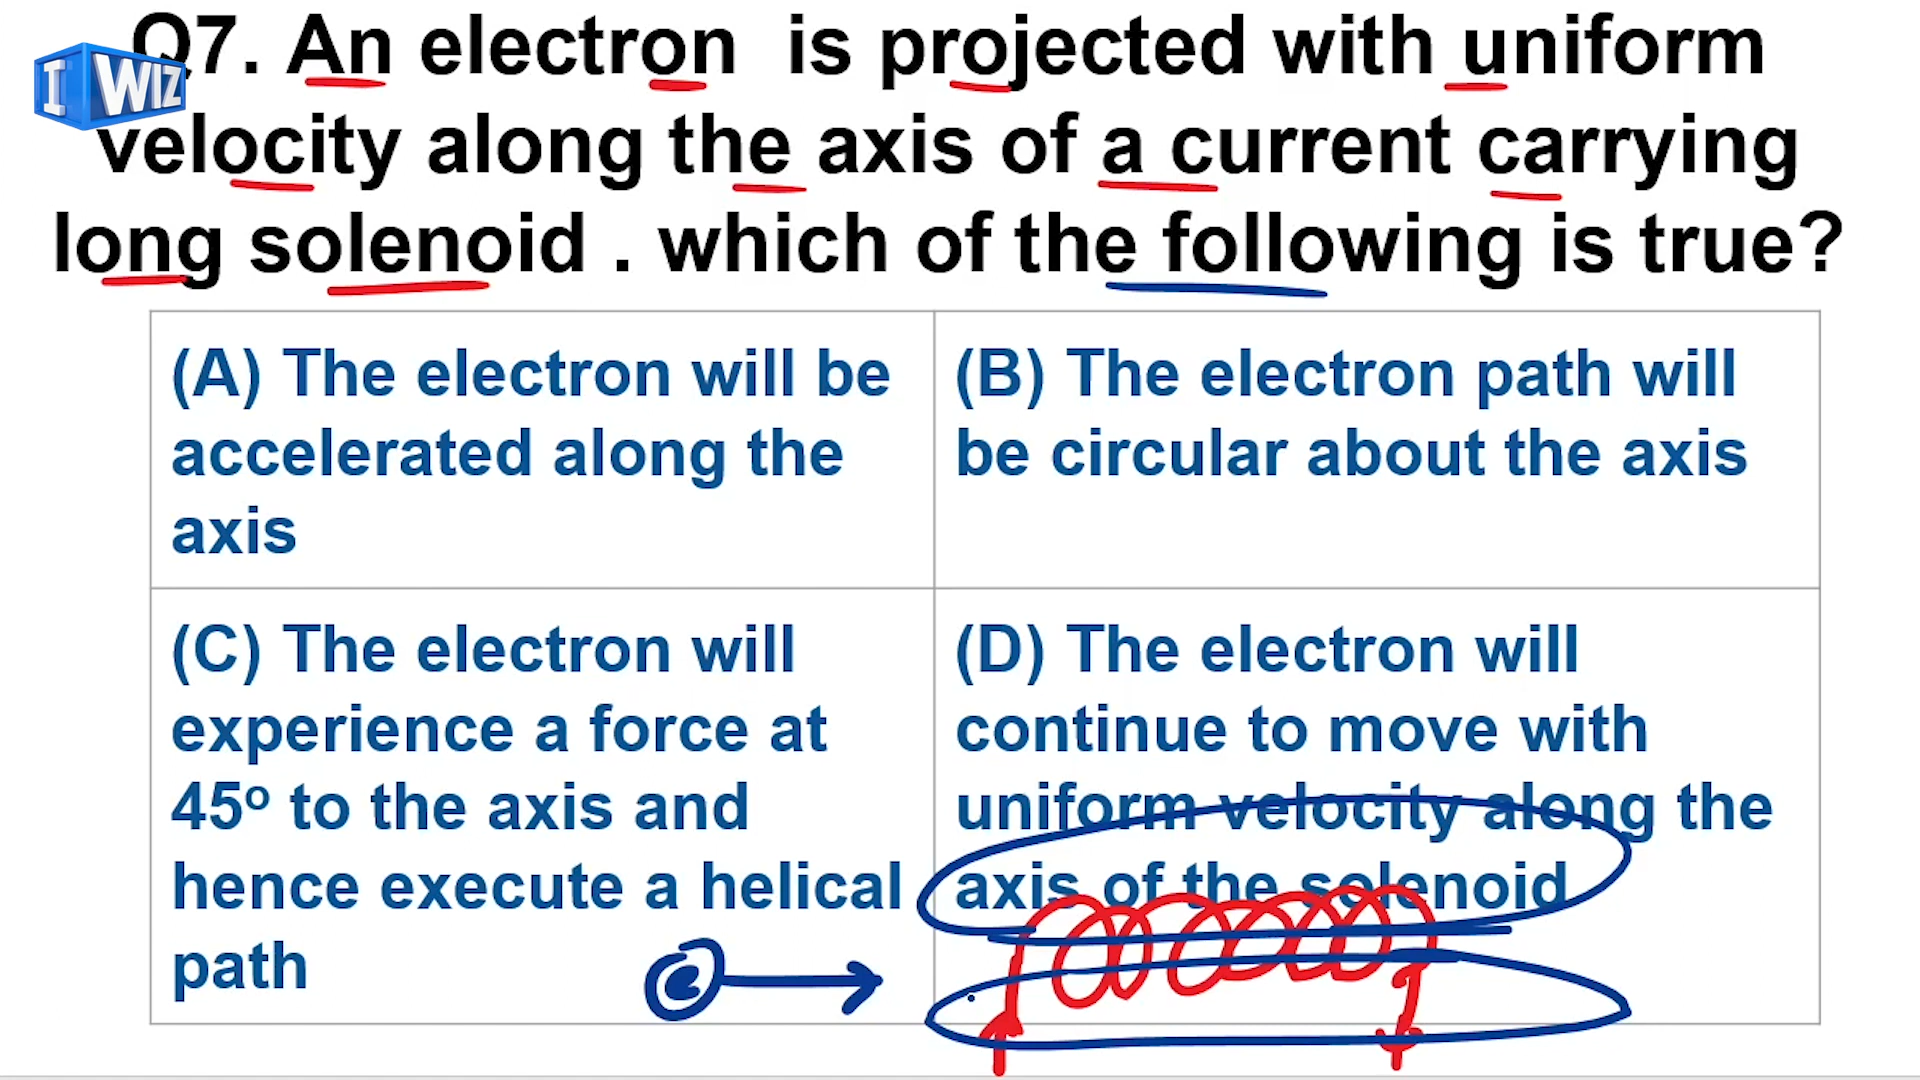 Q7. An electron is projected with uniform
I WIZ
velocity along the axis of a current carrying
long solenoid . which of the following is true?
(A) The electron will be
accelerated along the
axis
(B) The electron path will
be circular about the axis
(C) The electron will
experience a force at
45º to the axis and
hence execute a helical
path
(D) The electron will
continue to move with
uniform velocity along the
axis of the solenoid
e